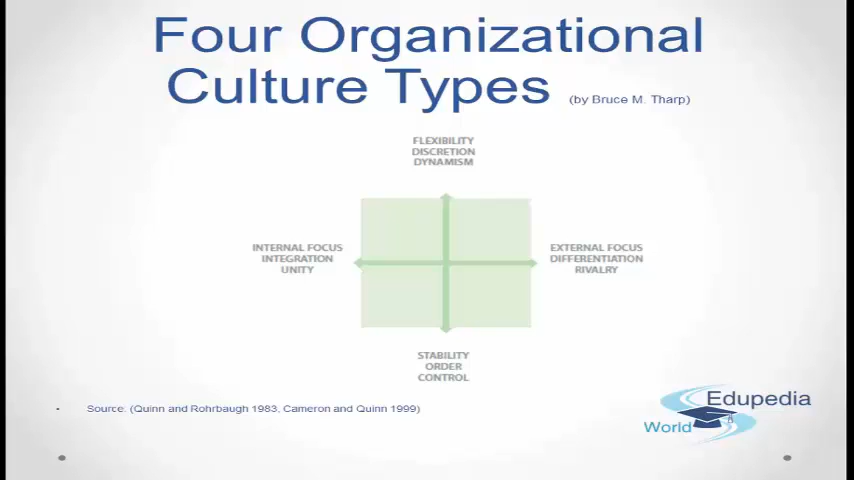 Four Organizational
Culture Types (by Bruce M. Tharp)
FLEXIBILITY
DISCRETION
DYNAMISM
INTERNAL FOCUS
INTEGRATION
UNITY
EXTERNAL FOCUS
DIFFERENTIATION
RIVALRY
STABILITY
ORDER
CONTROL
• Source: (Quinn and Rohrbaugh 1983, Cameron and Quinn 1999)
Edupedia
World